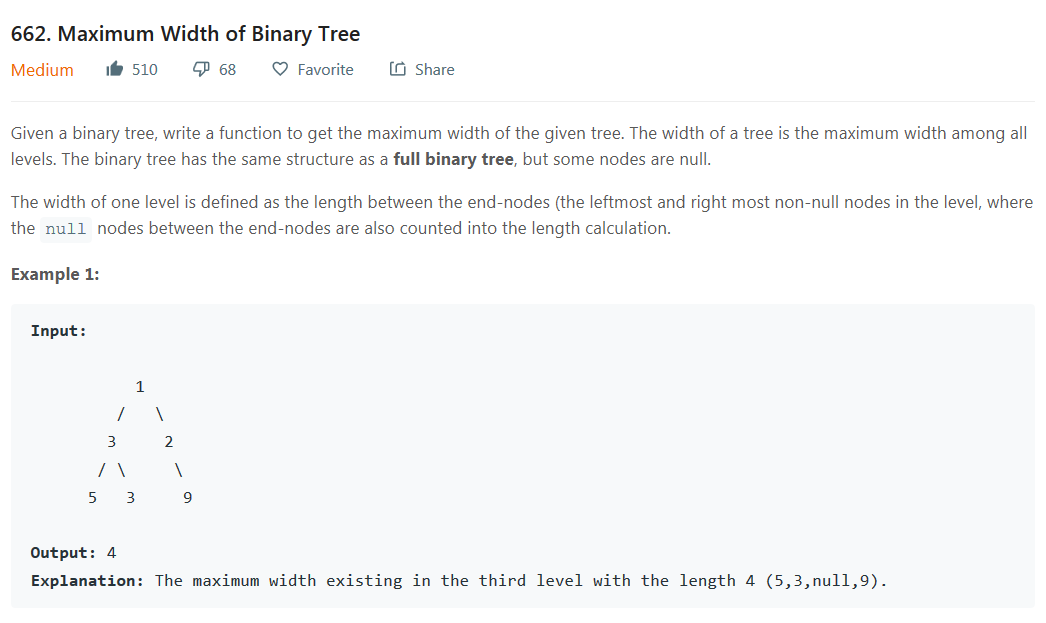 662. Maximum Width of Binary Tree
Medium 510 68 Favorite Share
Given a binary tree, write a function to get the maximum width of the given tree. The width of a tree is the maximum width among all
levels. The binary tree has the same structure as a full binary tree, but some nodes are null.
The width of one level is defined as the length between the end-nodes (the leftmost and right most non-null nodes in the level, where
the null nodes between the end-nodes are also counted into the length calculation.
Example 1:
Input:
1
/ \
3 2
/ \ \
5 3 9
Output: 4
Explanation: The maximum width existing in the third level with the length 4 (5,3,null,9).